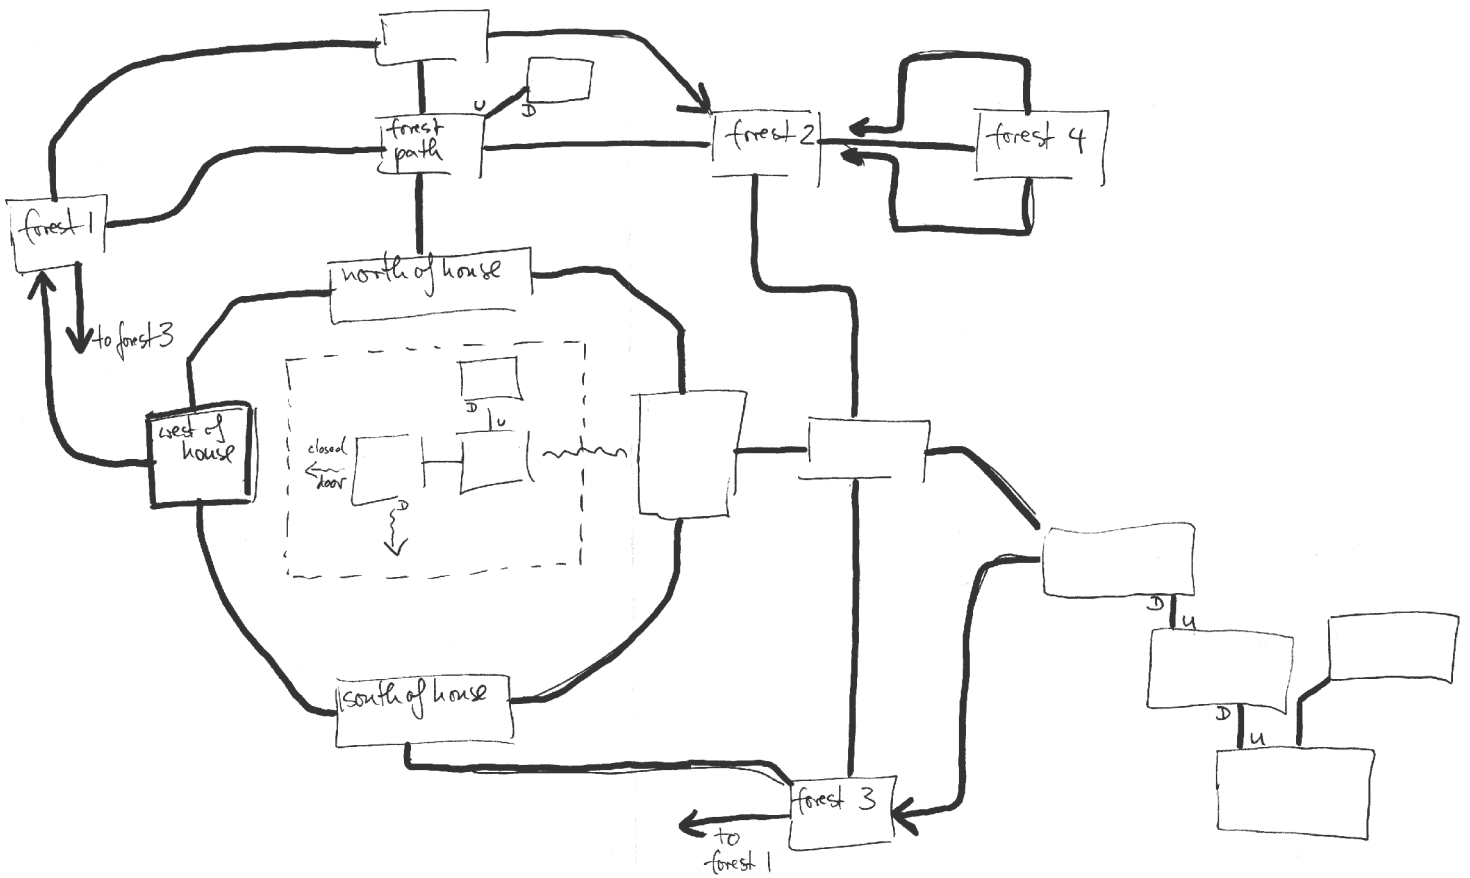 U
D
forest
path
forest 2
forest 4
forest 1
north of house
to forest 3
D
U
west of
house
closed
door
D
D
U
south of house
D
U
forest 3
to
forest 1